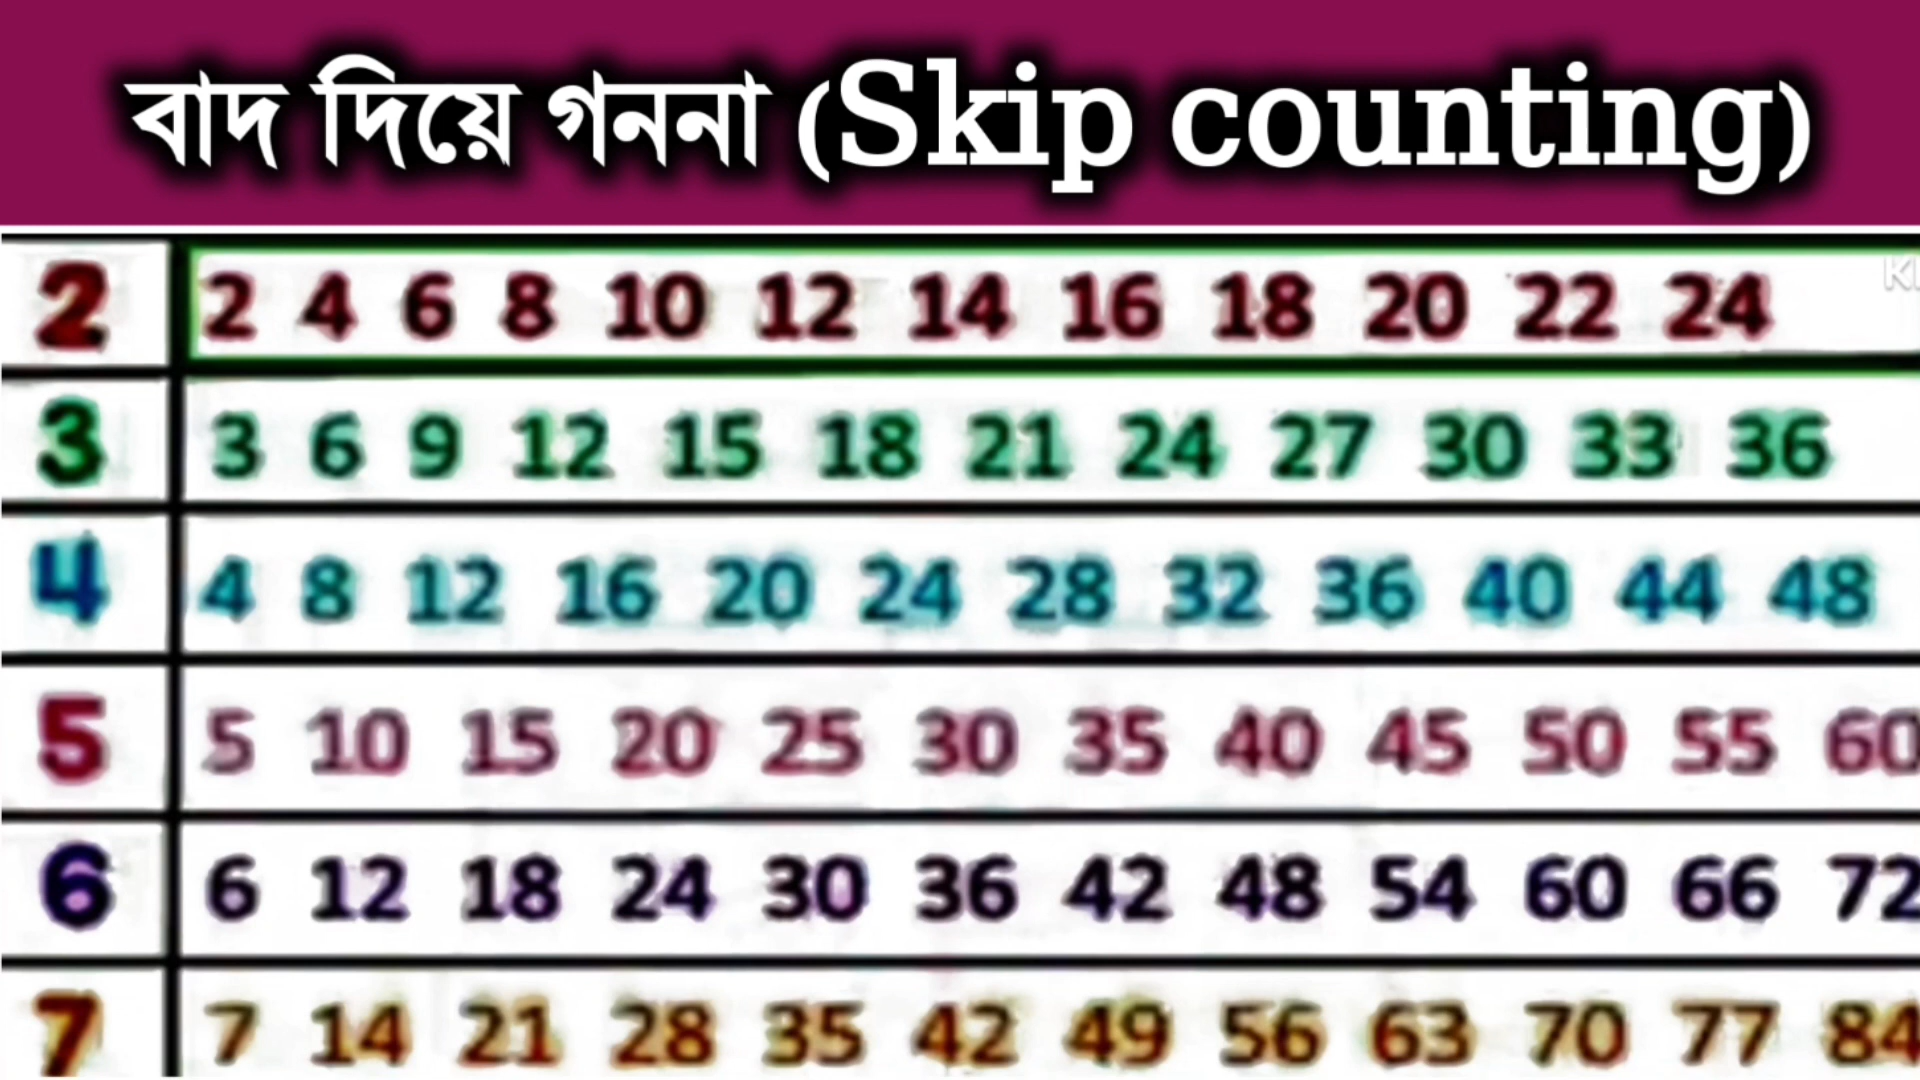 বাদ দিয়ে গননা (Skip counting)
2 2 4 6 8 10 12 14 16 18 20 22 24
3 3 6 9 12 15 18 21 24 27 30 33 36
4 4 8 12 16 20 24 28 32 36 40 44 48
5 5 10 15 20 25 30 35 40 45 50 55 60
6 6 12 18 24 30 36 42 48 54 60 66 72
7 7 14 21 28 35 42 49 56 63 70 77 84